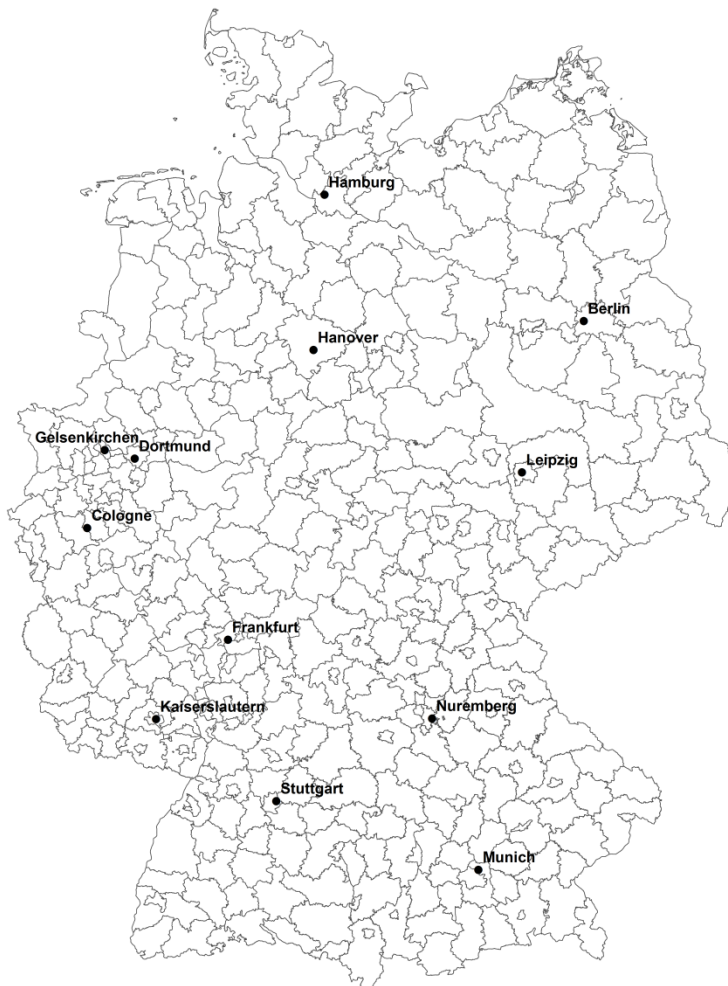 Hamburg
Berlin
Hanover
Gelsenkirchen
Dortmund
Leipzig
Cologne
Frankfurt
Kaiserslautern
Nuremberg
Stuttgart
Munich